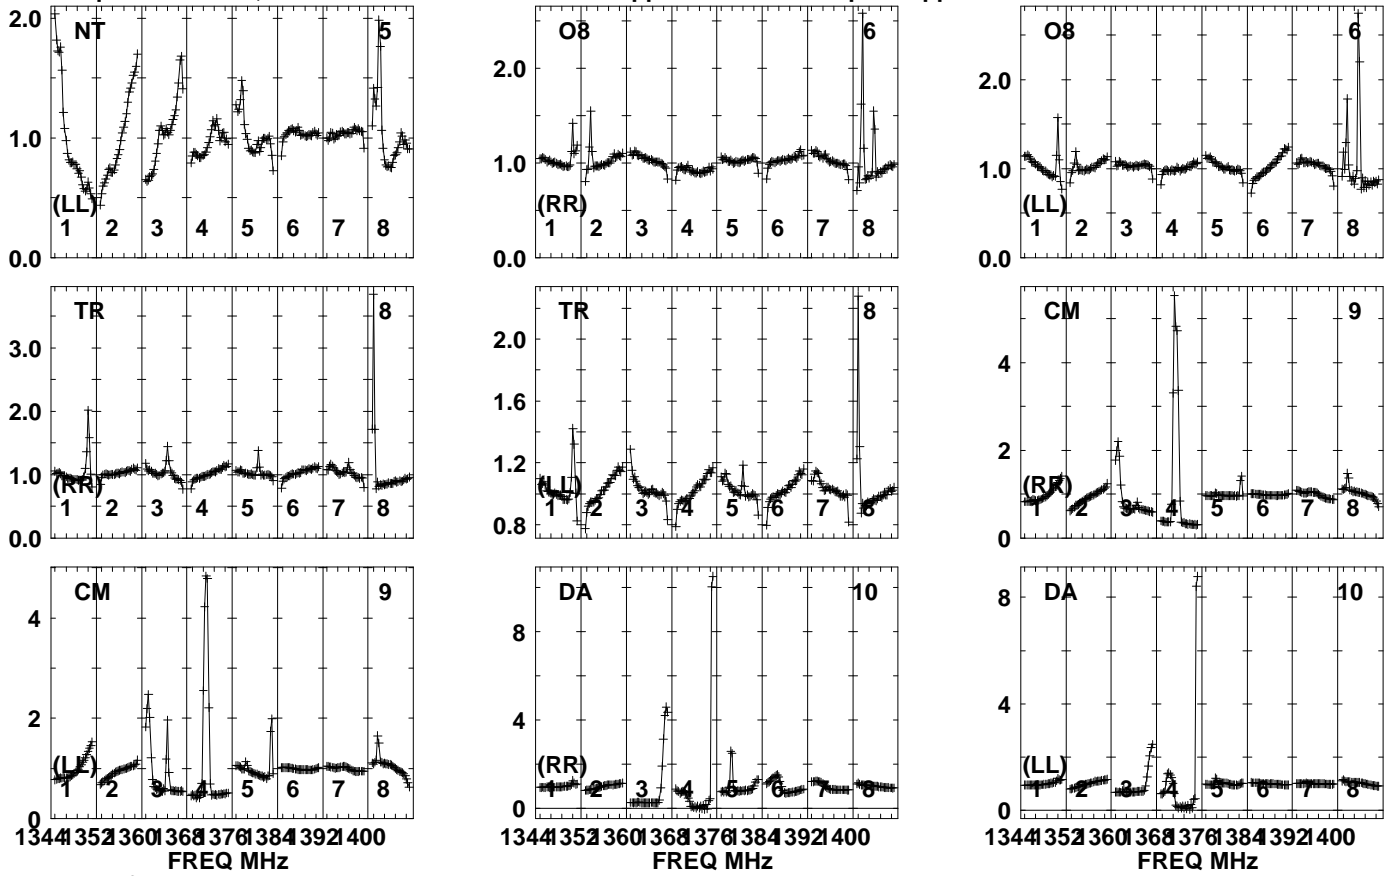 2.0 NT 5
1.0
(LL)
0.0 1 2 3 4 5 6 7 8
O8 6
2.0
1.0
(RR)
0.0 1 2 3 4 5 6 7 8
O8 6
2.0
1.0
(LL)
0.0 1 2 3 4 5 6 7 8
TR 8
3.0
2.0
1.0
(RR)
0.0 1 2 3 4 5 6 7 8
TR 8
2.0
1.6
1.2
1.0
(LL)
0.8 1 2 3 4 5 6 7 8
CM 9
4
2
(RR)
0 1 2 3 4 5 6 7 8
CM 9
4
2
(LL)
0 1 2 3 4 5 6 7 8
1344 1352 1360 1368 1376 1384 1392 1400
FREQ MHz
DA 10
8
4
(RR)
0 1 2 3 4 5 6 7 8
1344 1352 1360 1368 1376 1384 1392 1400
FREQ MHz
DA 10
8
4
(LL)
0 1 2 3 4 5 6 7 8
1344 1352 1360 1368 1376 1384 1392 1400
FREQ MHz